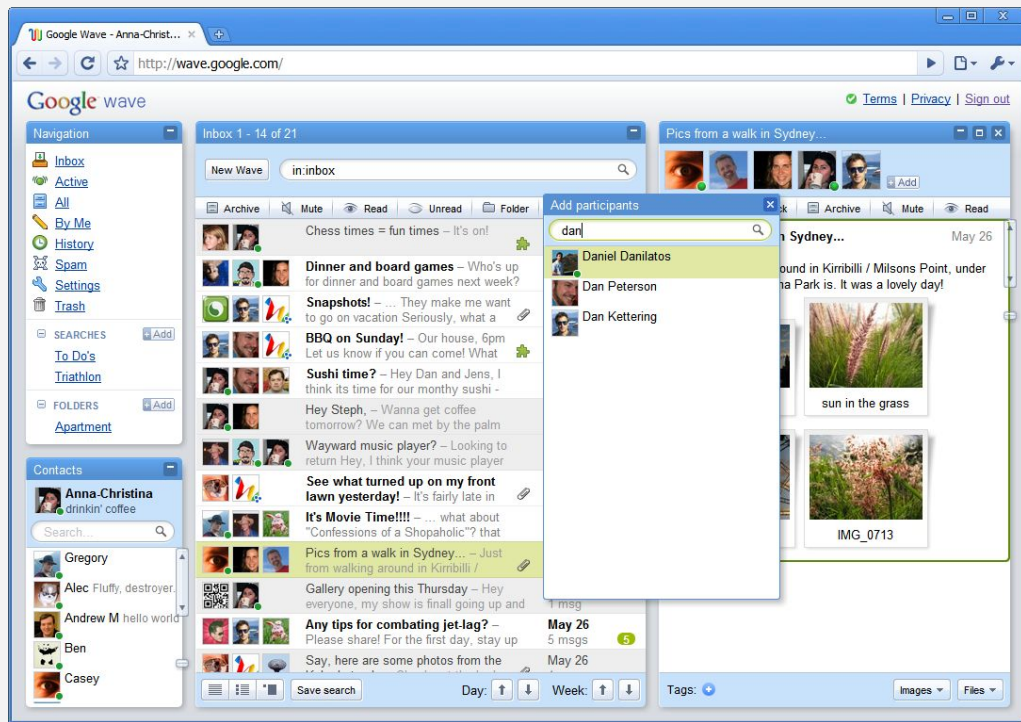 Google Wave - Anna-Christ...
http://wave.google.com/
Google wave
Terms | Privacy | Sign out
Navigation
Inbox
Active
All
By Me
History
Spam
Settings
Trash
SEARCHES
Add
To Do's
Triathlon
FOLDERS
Add
Apartment
Contacts
Anna-Christina
drinkin' coffee
Search...
Gregory
Alec Fluffy, destroyer.
Andrew M hello world
Ben
Casey
Inbox 1 - 14 of 21
New Wave
in:inbox
Archive Mute Read Unread Folder
Chess times = fun times – It's on!
Dinner and board games – Who's up
for dinner and board games next week?
Snapshots! – ... They make me want
to go on vacation Seriously, what a
BBQ on Sunday! – Our house, 6pm
Let us know if you can come! What
Sushi time? – Hey Dan and Jens, I
think its time for our monthy sushi -
Hey Steph, – Wanna get coffee
tomorrow? We can met by the palm
Wayward music player? – Looking to
return Hey, I think your music player
See what turned up on my front
lawn yesterday! – It's fairly late in
It's Movie Time!!!! – ... what about
"Confessions of a Shopaholic"? that
Pics from a walk in Sydney... – Just
from walking around in Kirribilli /
Gallery opening this Thursday – Hey
everyone, my show is finall going up and
1 msg
Any tips for combating jet-lag? –
May 26
Please share! For the first day, stay up
5 msgs
5
Say, here are some photos from the
May 26
Save search
Day:
Week:
Add participants
dan
Daniel Danilatos
Dan Peterson
Dan Kettering
Pics from a walk in Sydney...
Add
Archive Mute Read
Sydney...
May 26
in Kirribilli / Milsons Point, under
Park is. It was a lovely day!
sun in the grass
IMG_0713
Tags:
Images
Files